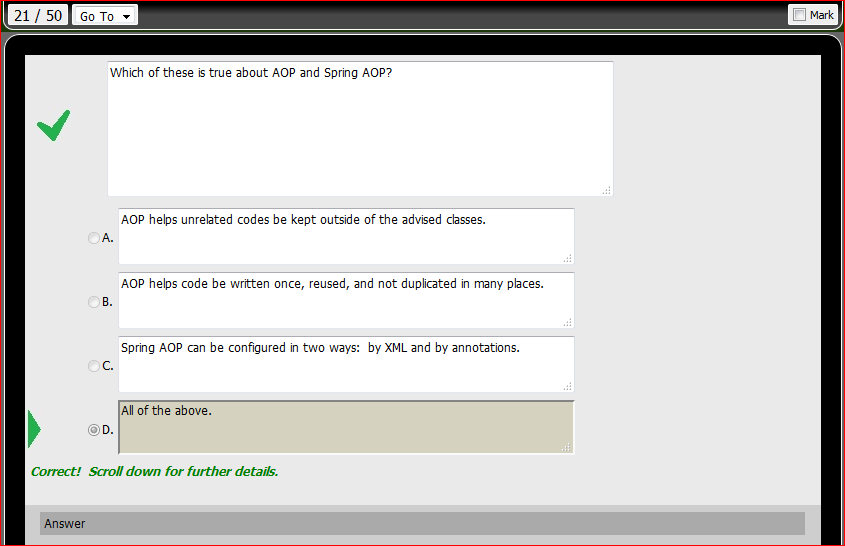 21 / 50 Go To Mark
Which of these is true about AOP and Spring AOP?
A. AOP helps unrelated codes be kept outside of the advised classes.
B. AOP helps code be written once, reused, and not duplicated in many places.
C. Spring AOP can be configured in two ways:  by XML and by annotations.
D. All of the above.
Correct!  Scroll down for further details.
Answer